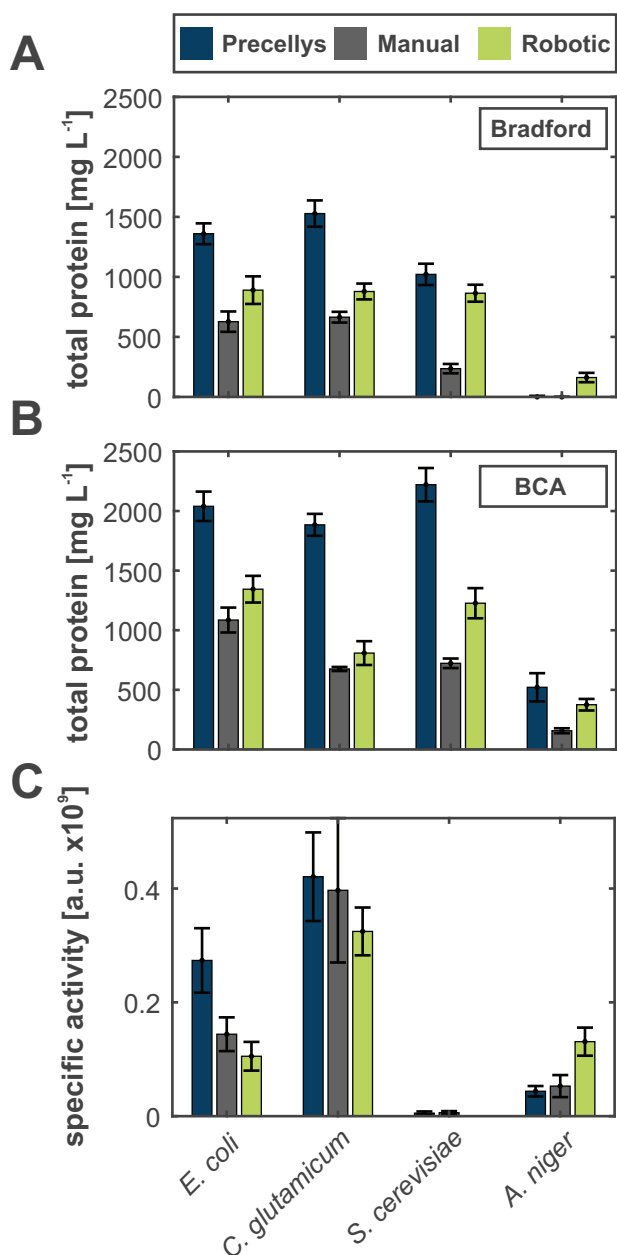 Precellys Manual Robotic
A
2500
2000
1500
1000
500
0
total protein [mg L⁻¹]
Bradford
B
2500
2000
1500
1000
500
0
total protein [mg L⁻¹]
BCA
C
0.4
0.2
0
specific activity [a.u. x10⁹]
E. coli
C. glutamicum
S. cerevisiae
A. niger